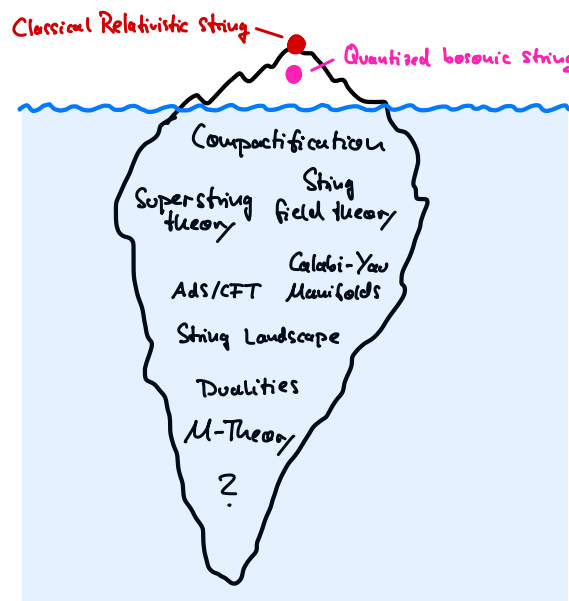 Classical Relativistic string
Quantized bosonic string
Compactification
Superstring
theory
Sting
field theory
Calabi-Yau
Manifolds
AdS/CFT
String Landscape
Dualities
M-Theory
?